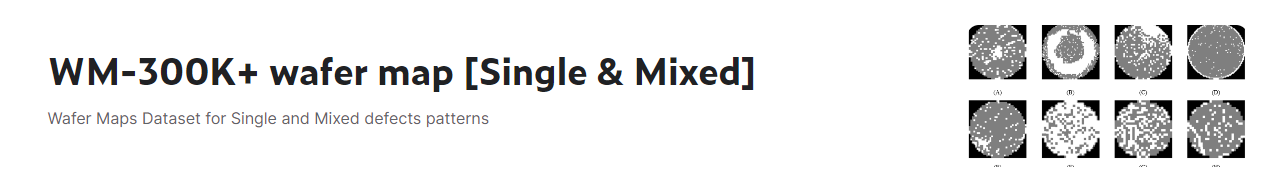 WM-300K+ wafer map [Single & Mixed]
Wafer Maps Dataset for Single and Mixed defects patterns
(A) (B) (C) (D)